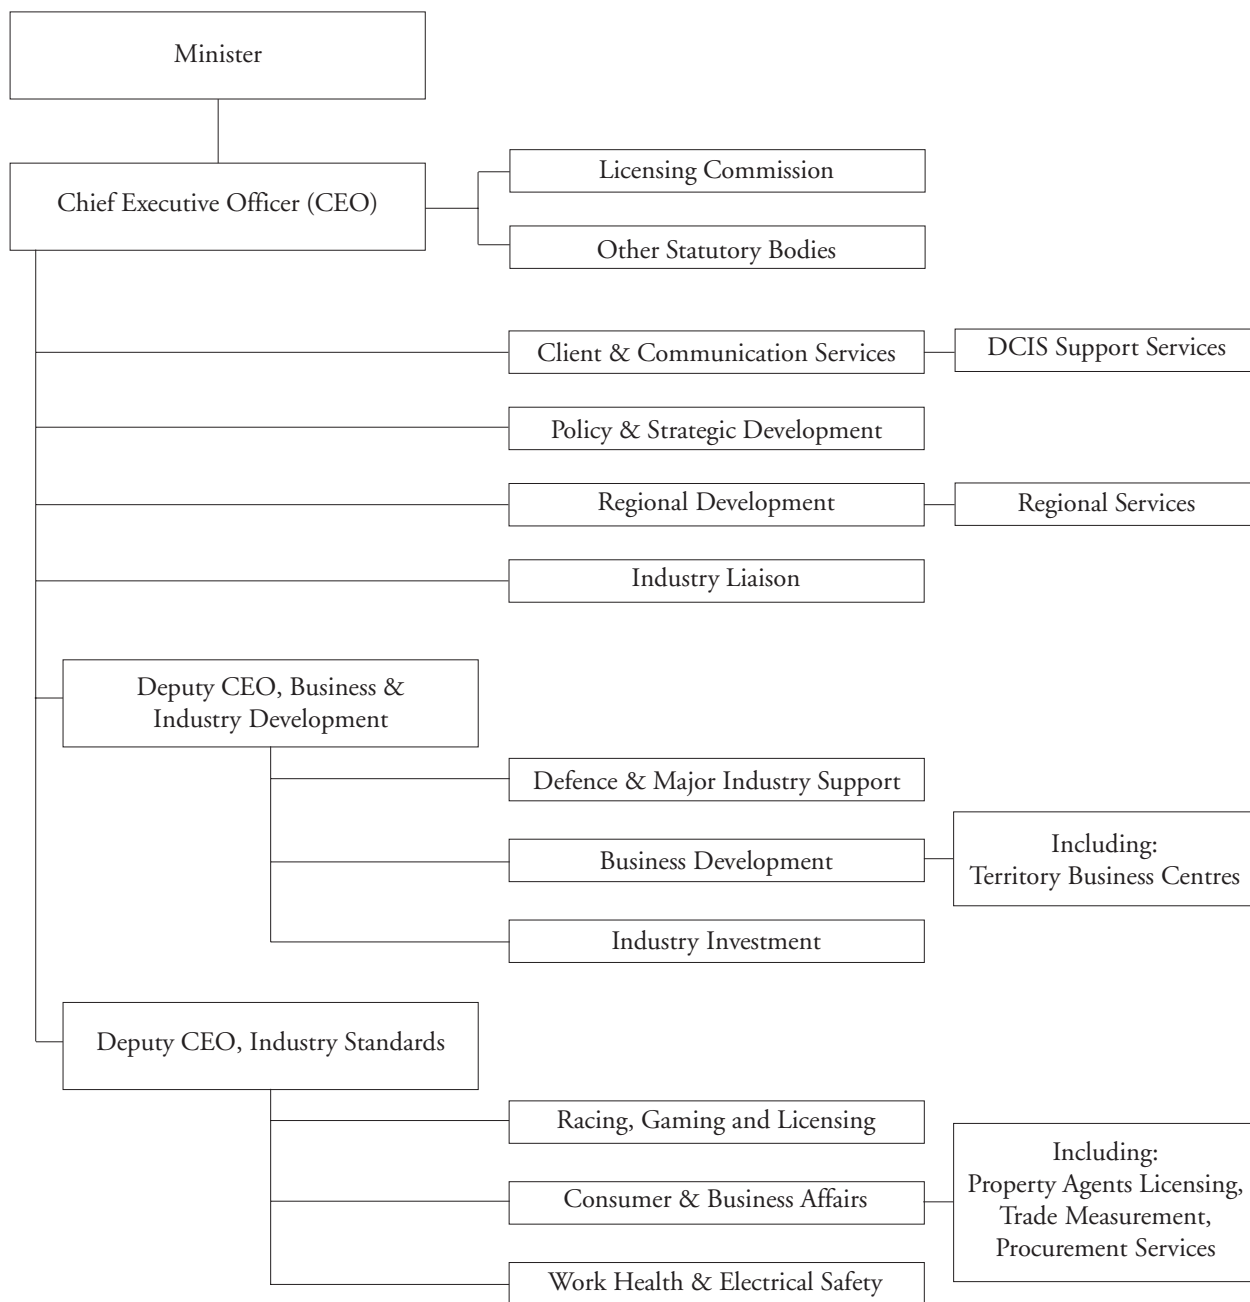 Minister
Chief Executive Officer (CEO)
Licensing Commission
Other Statutory Bodies
Client & Communication Services
DCIS Support Services
Policy & Strategic Development
Regional Development
Regional Services
Industry Liaison
Deputy CEO, Business &
Industry Development
Defence & Major Industry Support
Business Development
Including:
Territory Business Centres
Industry Investment
Deputy CEO, Industry Standards
Racing, Gaming and Licensing
Consumer & Business Affairs
Including:
Property Agents Licensing,
Trade Measurement,
Procurement Services
Work Health & Electrical Safety